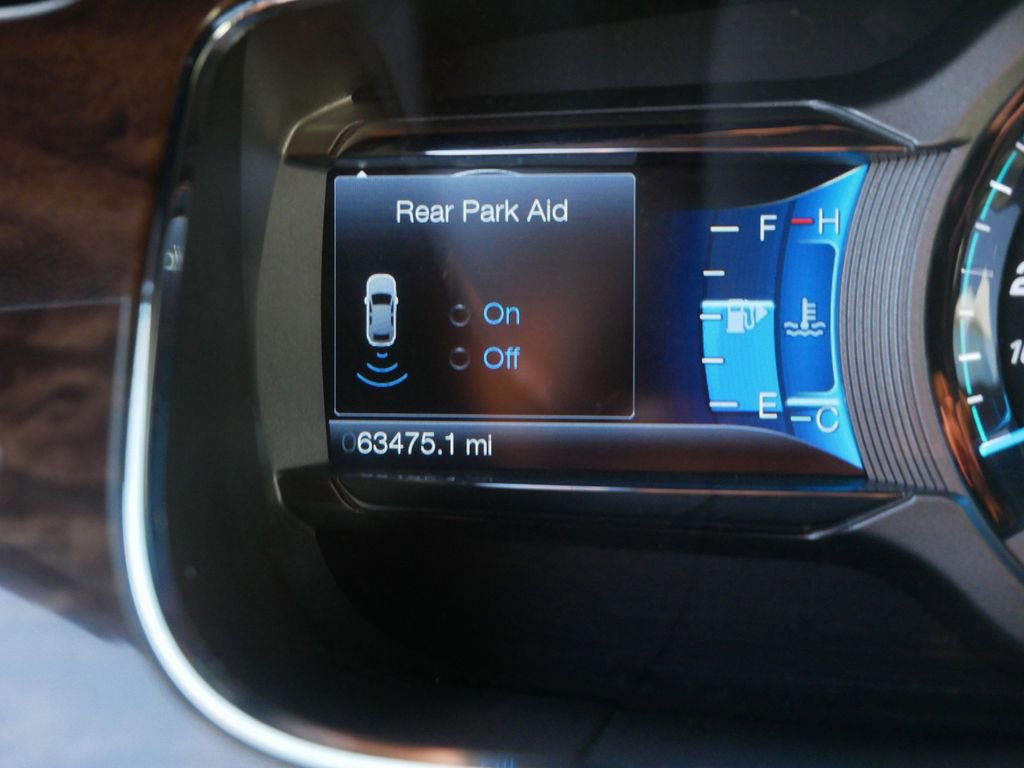 Rear Park Aid
On
Off
063475.1 mi
F
H
E
C